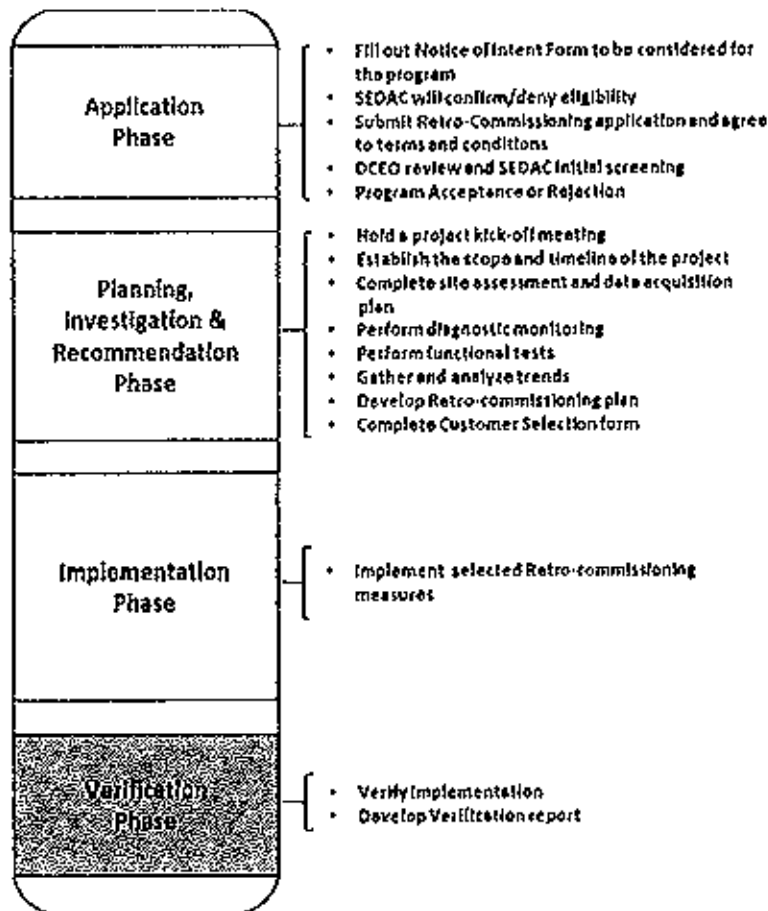 Application
Phase
• Fill out Notice of Intent Form to be considered for
the program
• SEDAC will confirm/deny eligibility
• Submit Retro-Commissioning application and agree
to terms and conditions
• DCEO review and SEDAC initial screening
• Program Acceptance or Rejection
Planning,
Investigation &
Recommendation
Phase
• Hold a project kick-off meeting
• Establish the scope and timeline of the project
• Complete site assessment and data acquisition
plan
• Perform diagnostic monitoring
• Perform functional tests
• Gather and analyze trends
• Develop Retro-commissioning plan
• Complete Customer Selection form
Implementation
Phase
• Implement selected Retro-commissioning
measures
Verification
Phase
• Verify Implementation
• Develop Verification report